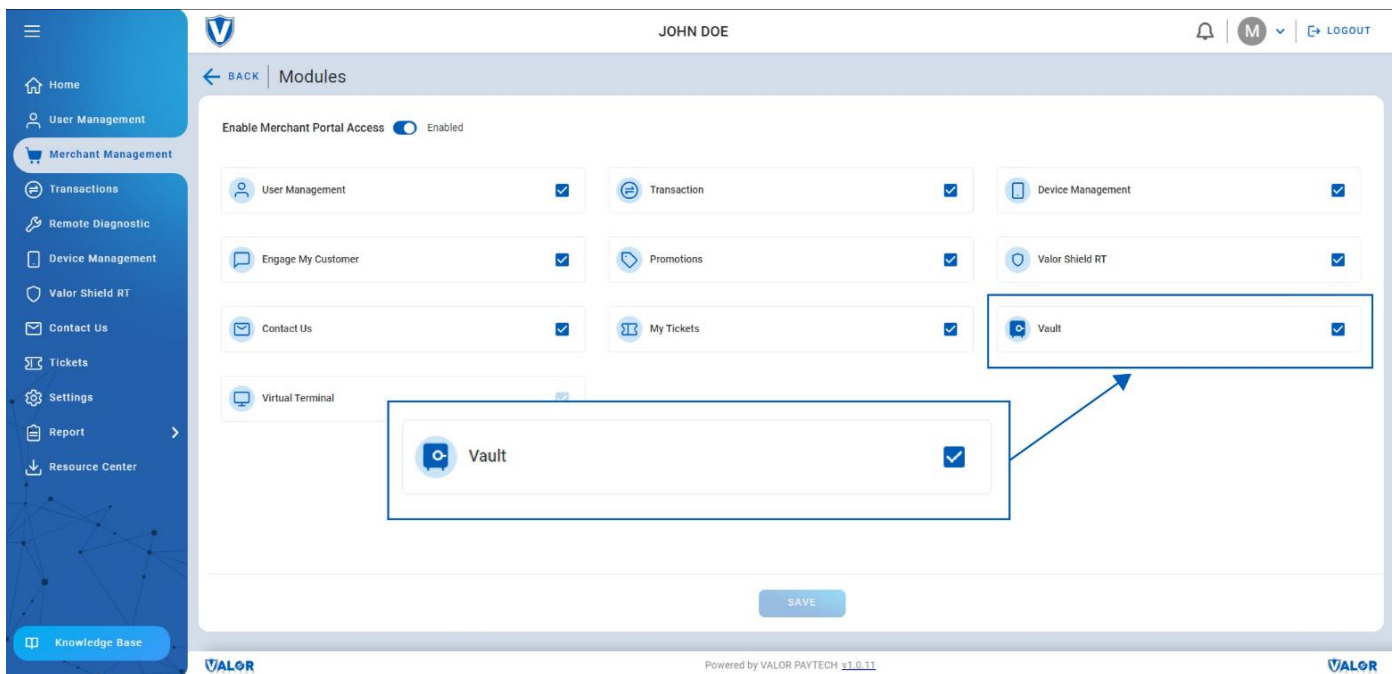 JOHN DOE
M
LOGOUT
BACK
Modules
Home
User Management
Merchant Management
Transactions
Remote Diagnostic
Device Management
Valor Shield RT
Contact Us
Tickets
Settings
Report
Resource Center
Knowledge Base
Enable Merchant Portal Access Enabled
User Management
Transaction
Device Management
Engage My Customer
Promotions
Valor Shield RT
Contact Us
My Tickets
Vault
Virtual Terminal
Vault
SAVE
VALOR
Powered by VALOR PAYTECH v1.0.11
VALOR